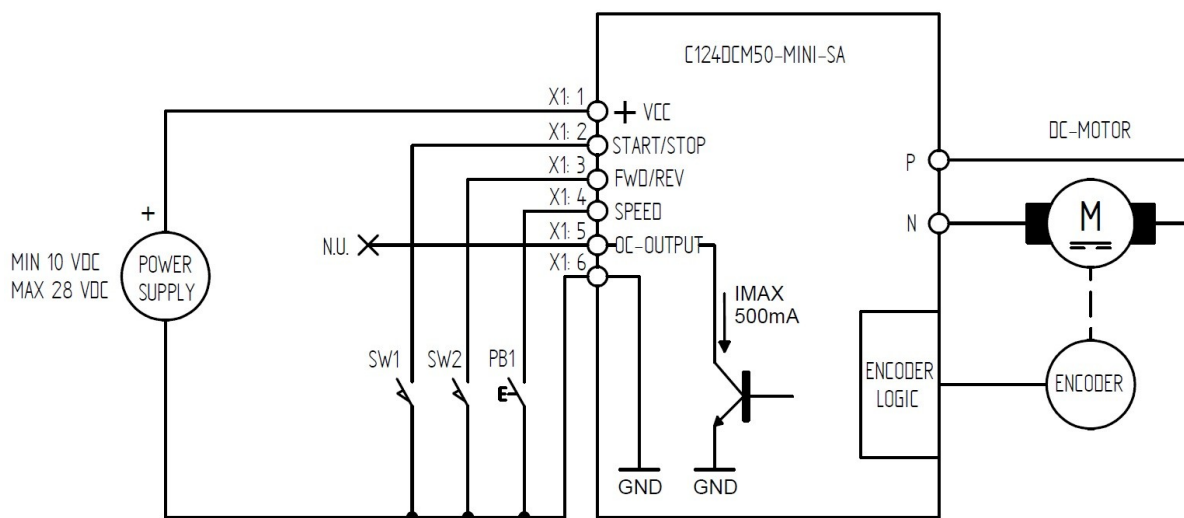 C124DCM50-MINI-SA
X1: 1
+ VCC
X1: 2
START/STOP
X1: 3
FWD/REV
X1: 4
SPEED
N.U.
X1: 5
OC-OUTPUT
X1: 6
P
N
DC-MOTOR
M
+
MIN 10 VDC
MAX 28 VDC
POWER
SUPPLY
IMAX
500mA
SW1
SW2
PB1
E
ENCODER
LOGIC
ENCODER
GND
GND